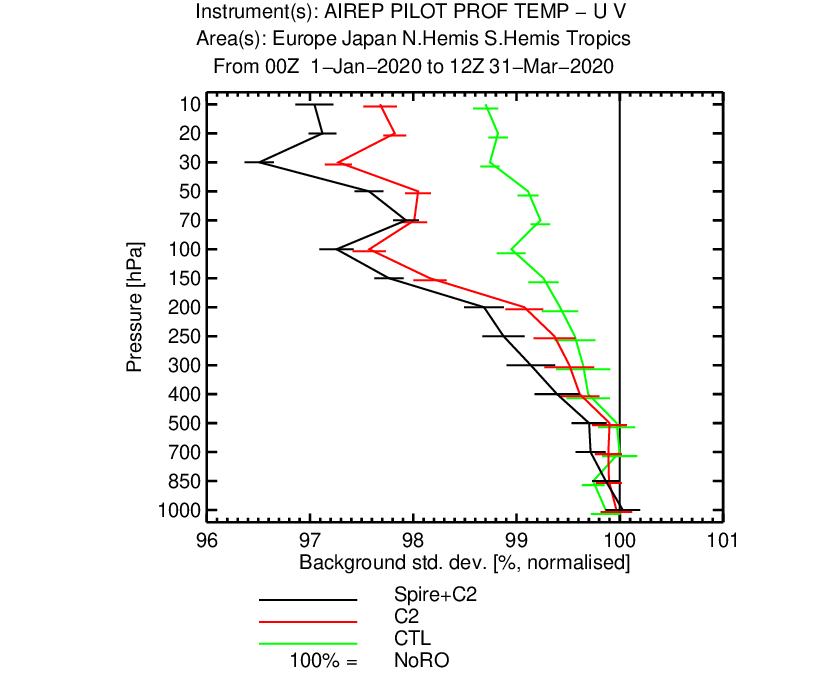 Instrument(s): AIREP PILOT PROF TEMP − U V
Area(s): Europe Japan N.Hemis S.Hemis Tropics
From 00Z 1−Jan−2020 to 12Z 31−Mar−2020
Pressure [hPa]
10
20
30
50
70
100
150
200
250
300
400
500
700
850
1000
96 97 98 99 100 101
Background std. dev. [%, normalised]
Spire+C2
C2
CTL
100% = NoRO